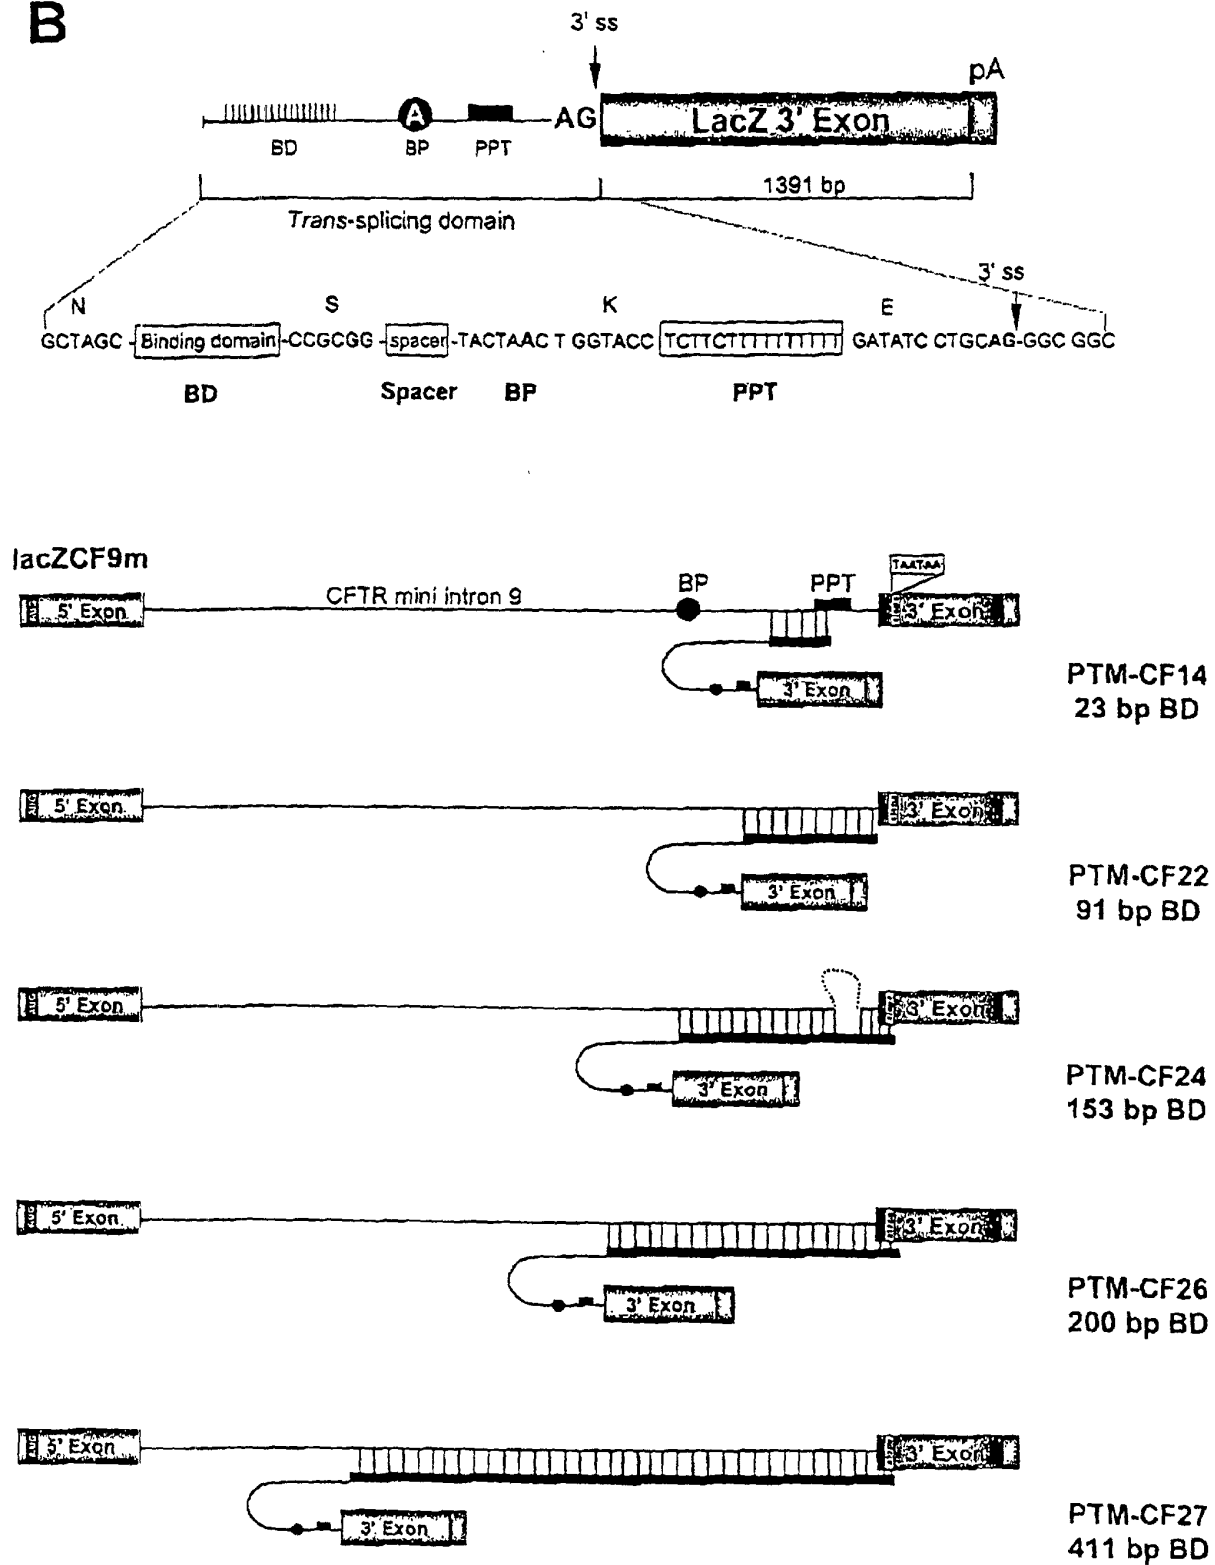 B
3' ss
pA
A
AG
LacZ 3' Exon
BD BP PPT
1391 bp
Trans-splicing domain
3' ss
N S K E
GCTAGC - Binding domain -CCGCGG - spacer -TACTAAC T GGTACC TCTTCTTTTTTTTTT GATATC CTGCAG-GGC GGC
BD Spacer BP PPT
lacZCF9m
TAATAA
BP PPT
5' Exon CFTR mini intron 9 3' Exon
3' Exon
PTM-CF14
23 bp BD
5' Exon 3' Exon
3' Exon
PTM-CF22
91 bp BD
5' Exon 3' Exon
3' Exon
PTM-CF24
153 bp BD
5' Exon 3' Exon
3' Exon
PTM-CF26
200 bp BD
5' Exon 3' Exon
3' Exon
PTM-CF27
411 bp BD